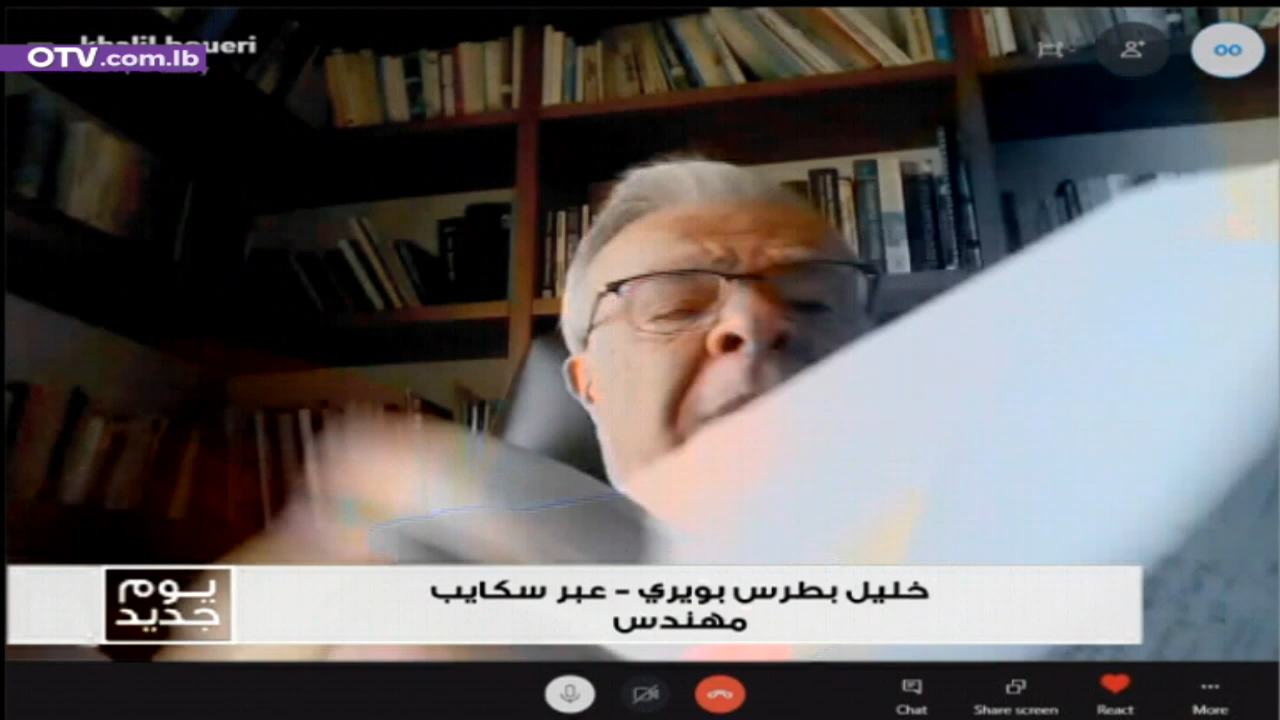 khalil boueri
OTV.com.lb
خليل بطرس بويري - عبر سكايب
مهندس
يوم
جديد
Chat
Share screen
React
More